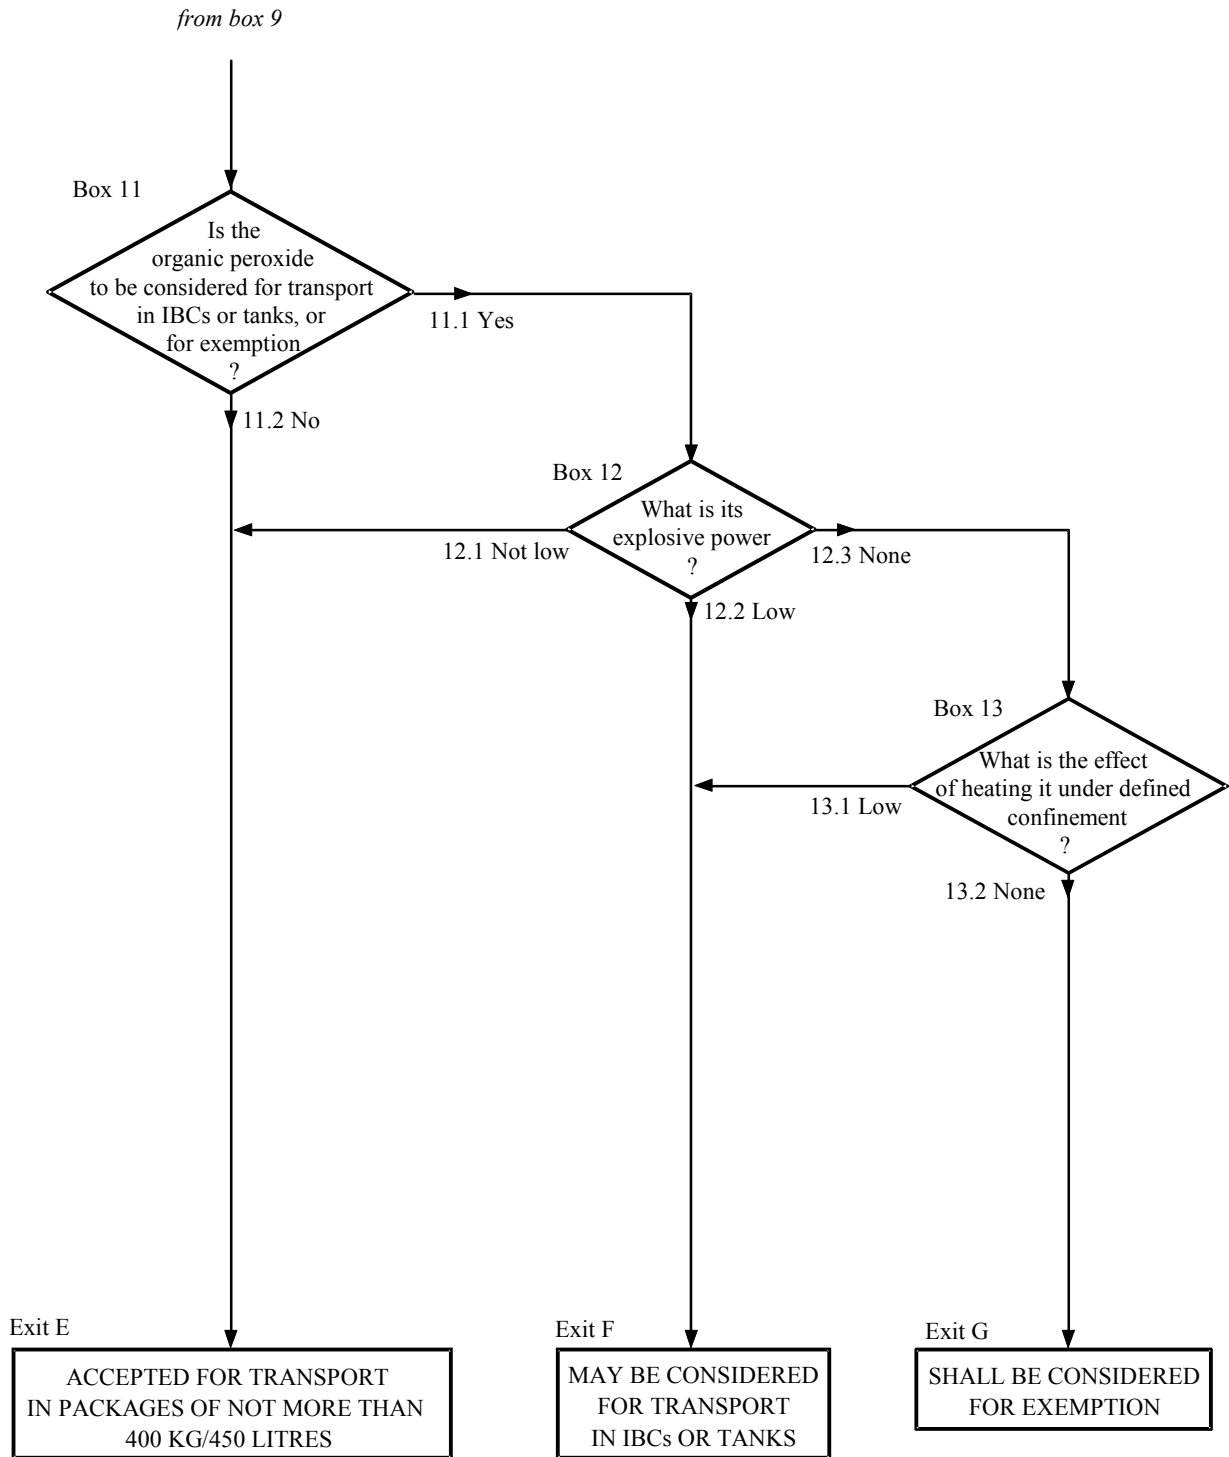 from box 9
Box 11
Is the
organic peroxide
to be considered for transport
in IBCs or tanks, or
for exemption
?
11.1 Yes
11.2 No
Box 12
What is its
explosive power
?
12.1 Not low
12.3 None
12.2 Low
Box 13
What is the effect
of heating it under defined
confinement
?
13.1 Low
13.2 None
Exit E
ACCEPTED FOR TRANSPORT
IN PACKAGES OF NOT MORE THAN
400 KG/450 LITRES
Exit F
MAY BE CONSIDERED
FOR TRANSPORT
IN IBCs OR TANKS
Exit G
SHALL BE CONSIDERED
FOR EXEMPTION